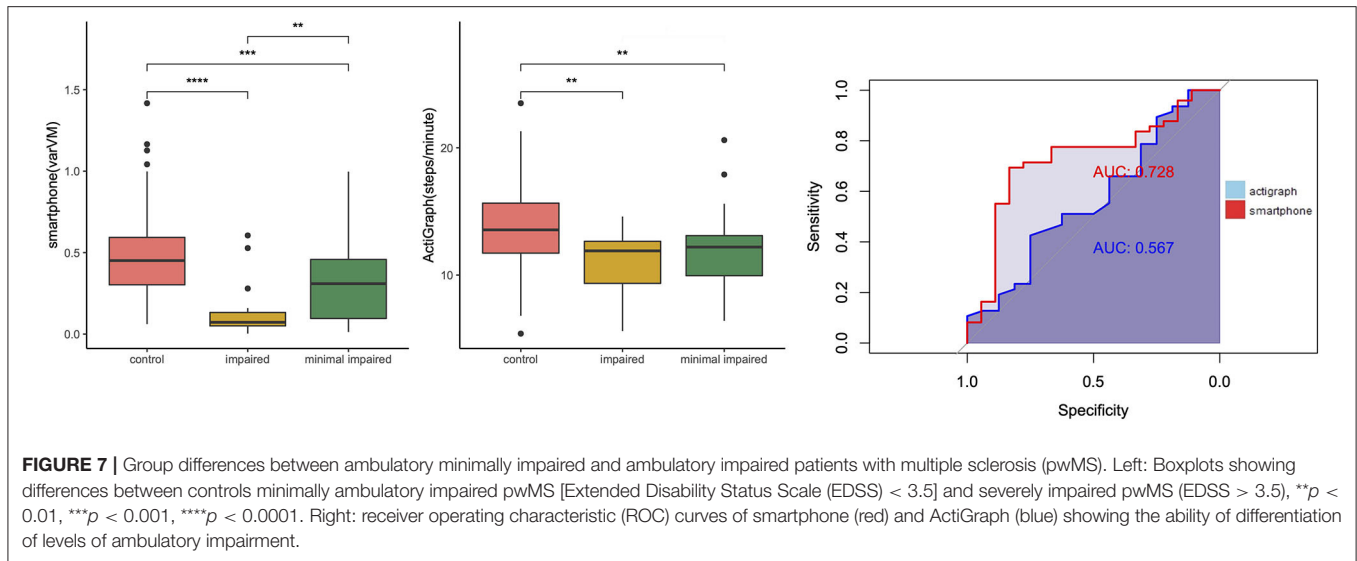 **
***
****
1.5
1.0
0.5
0.0
smartphone(varVM)
control
impaired
minimal impaired
**
**
20
10
ActiGraph(steps/minute)
control
impaired
minimal impaired
1.0
0.8
0.6
0.4
0.2
0.0
Sensitivity
AUC: 0.728
AUC: 0.567
actigraph
smartphone
1.0
0.5
0.0
Specificity
FIGURE 7 | Group differences between ambulatory minimally impaired and ambulatory impaired patients with multiple sclerosis (pwMS). Left: Boxplots showing
differences between controls minimally ambulatory impaired pwMS [Extended Disability Status Scale (EDSS) < 3.5] and severely impaired pwMS (EDSS > 3.5), **p <
0.01, ***p < 0.001, ****p < 0.0001. Right: receiver operating characteristic (ROC) curves of smartphone (red) and ActiGraph (blue) showing the ability of differentiation
of levels of ambulatory impairment.